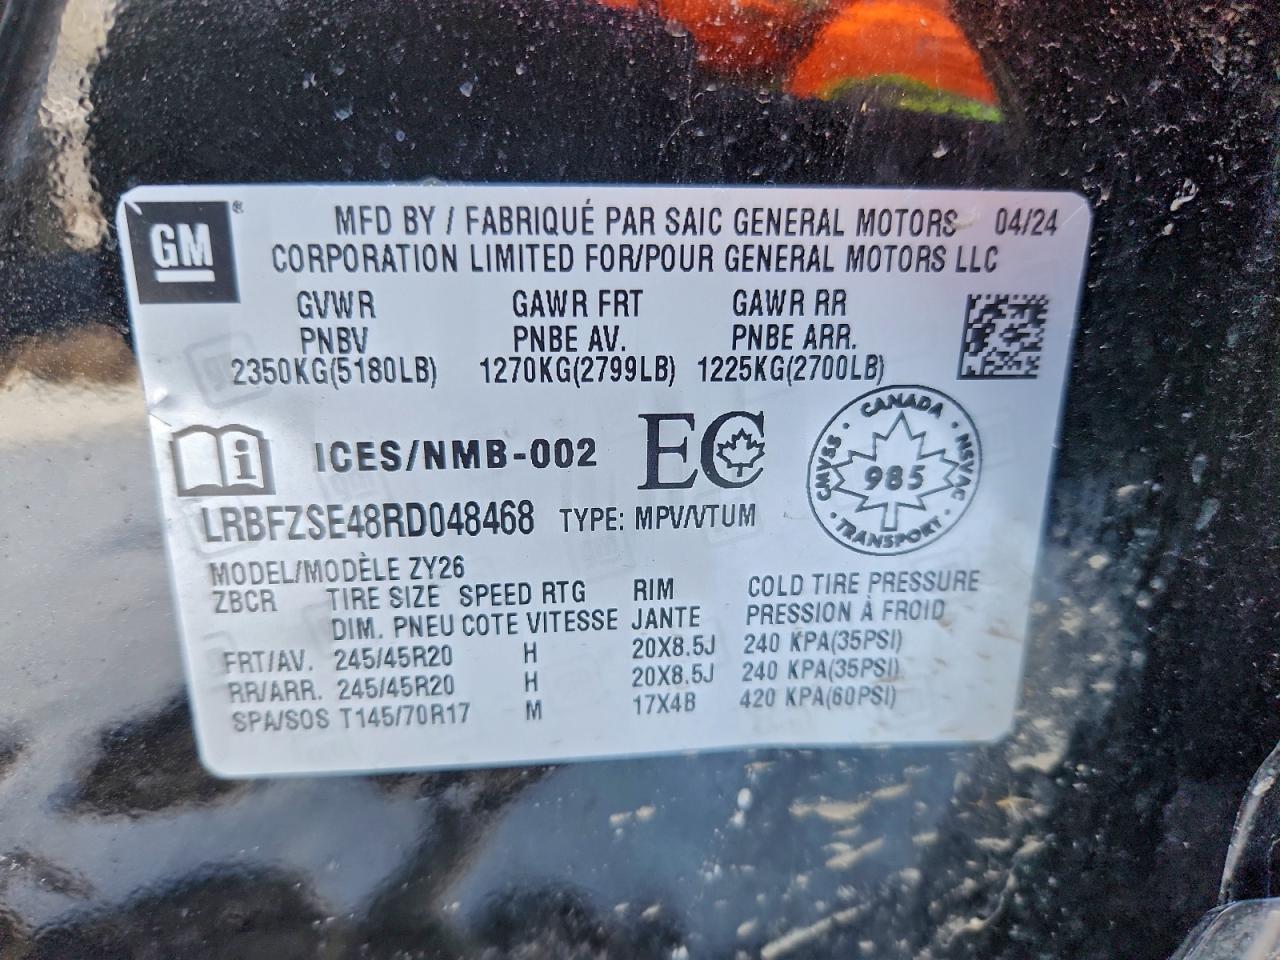 GM ®
MFD BY / FABRIQUÉ PAR SAIC GENERAL MOTORS 04/24
CORPORATION LIMITED FOR/POUR GENERAL MOTORS LLC
GVWR GAWR FRT GAWR RR
PNBV PNBE AV. PNBE ARR.
2350KG(5180LB) 1270KG(2799LB) 1225KG(2700LB)
i ICES/NMB-002 EC
CANADA
CMVSS 985 NSVAC
TRANSPORT
LRBFZSE48RD048468 TYPE: MPV/VTUM
MODEL/MODÈLE ZY26
ZBCR TIRE SIZE SPEED RTG RIM COLD TIRE PRESSURE
DIM. PNEU COTE VITESSE JANTE PRESSION À FROID
FRT/AV. 245/45R20 H 20X8.5J 240 KPA(35PSI)
RR/ARR. 245/45R20 H 20X8.5J 240 KPA(35PSI)
SPA/SOS T145/70R17 M 17X4B 420 KPA(60PSI)